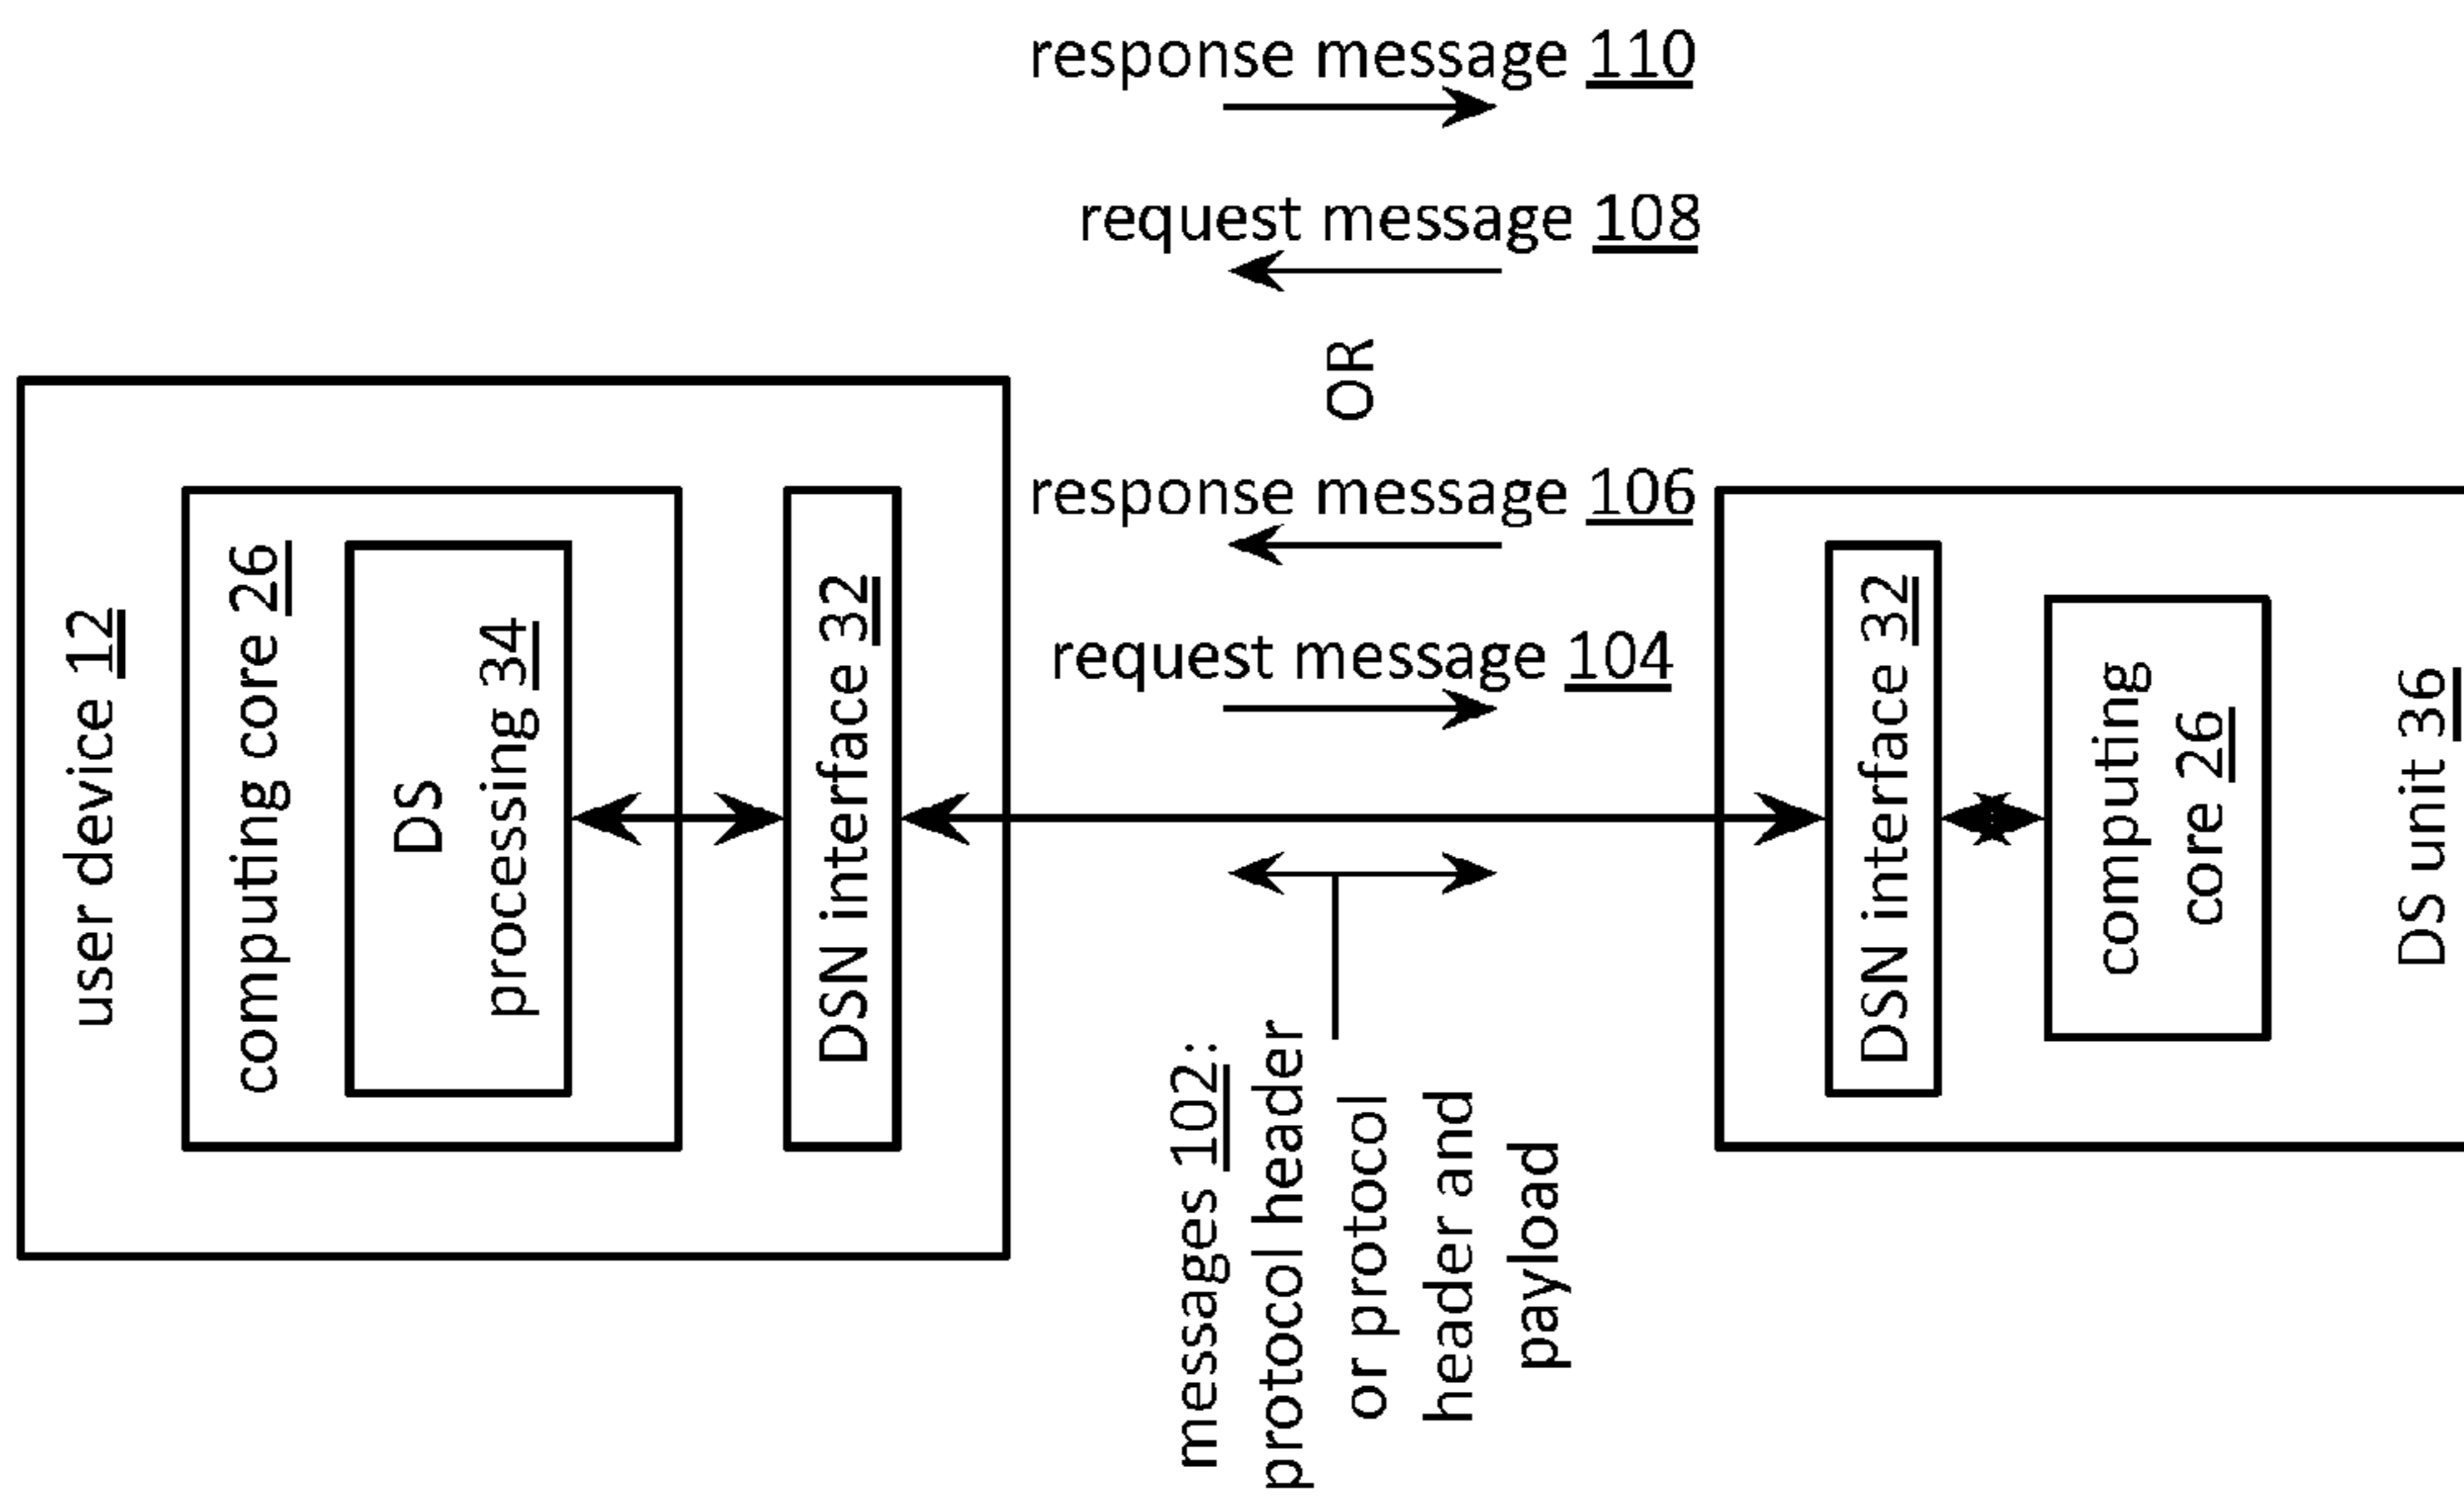 response message 110
request message 108
OR
response message 106
request message 104
user device 12
computing core 26
DS
processing 34
DSN interface 32
messages 102:
protocol header
or protocol
header and
payload
DSN interface 32
computing
core 26
DS unit 36